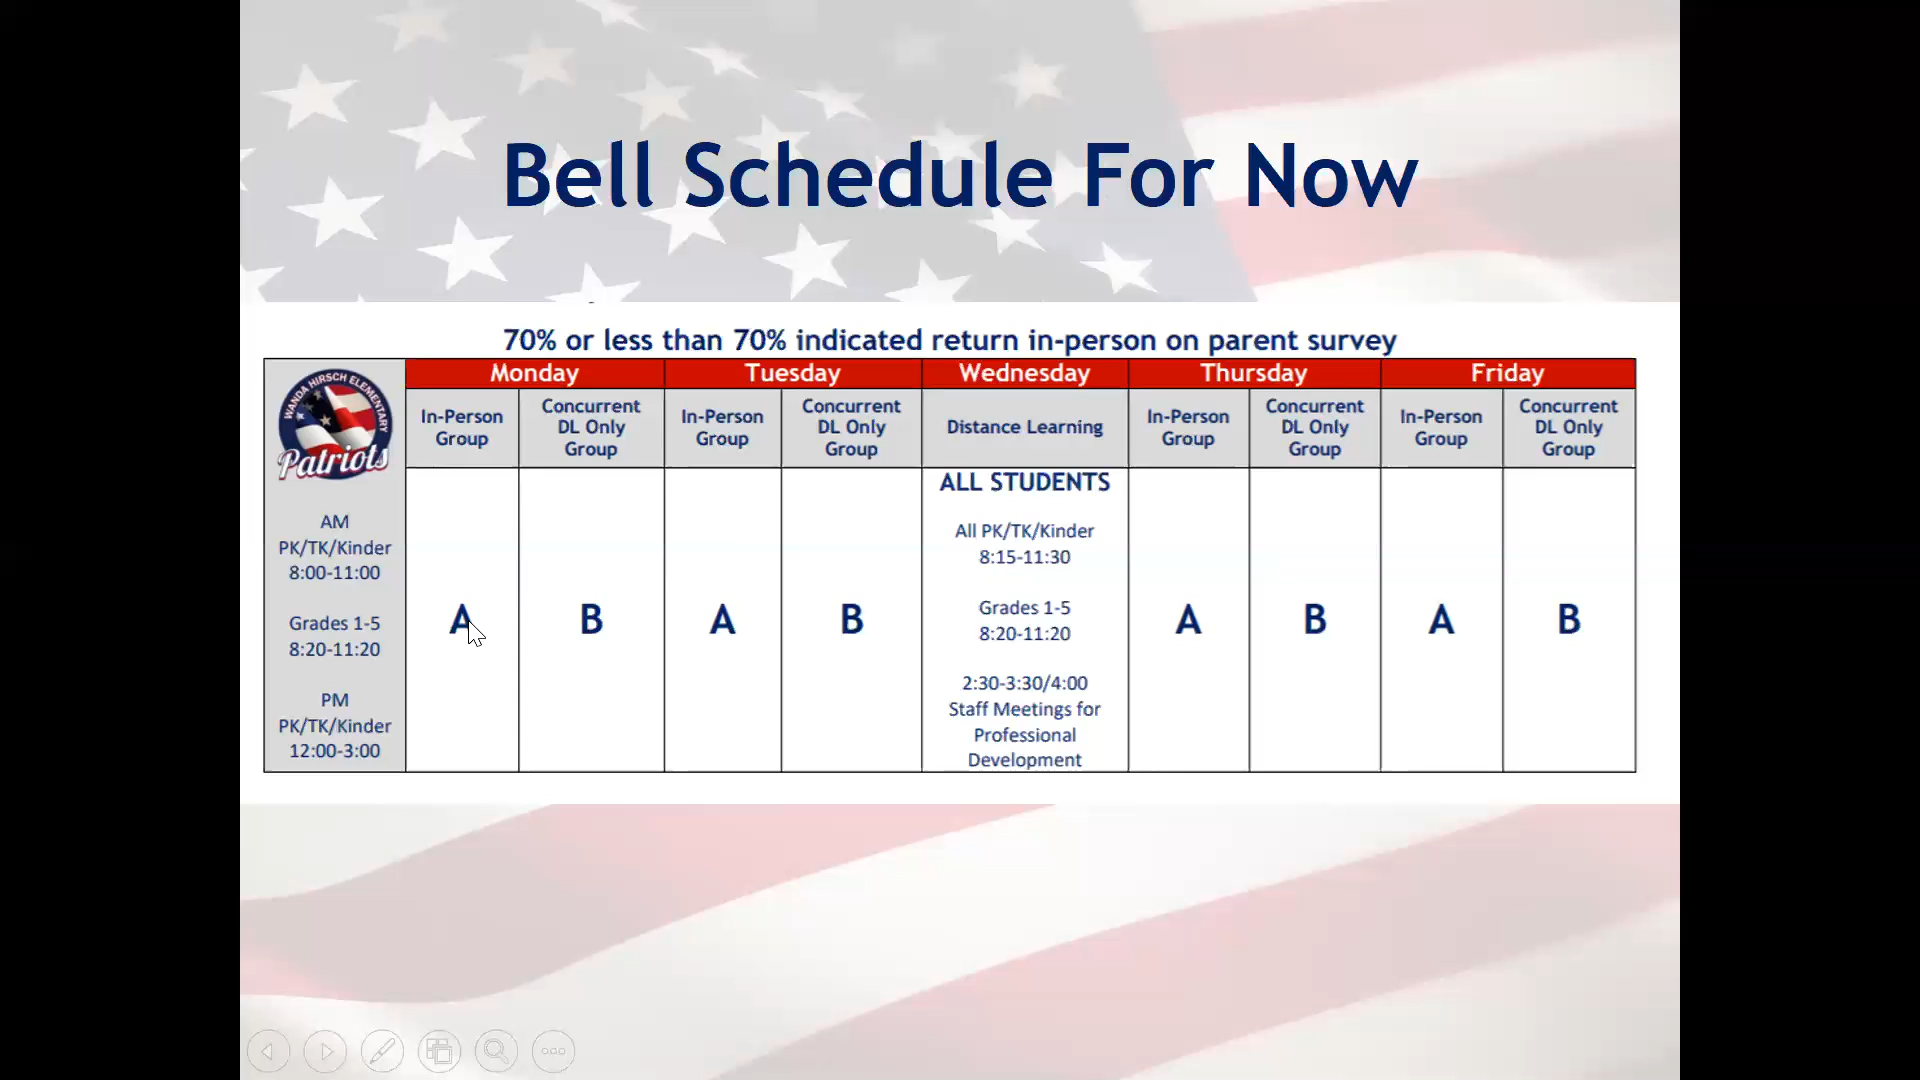 Bell Schedule For Now
70% or less than 70% indicated return in-person on parent survey
WANDA HIRSCH ELEMENTARY
Patriots
Monday
Tuesday
Wednesday
Thursday
Friday
In-Person
Group
Concurrent
DL Only
Group
In-Person
Group
Concurrent
DL Only
Group
Distance Learning
In-Person
Group
Concurrent
DL Only
Group
In-Person
Group
Concurrent
DL Only
Group
AM
PK/TK/Kinder
8:00-11:00
Grades 1-5
8:20-11:20
PM
PK/TK/Kinder
12:00-3:00
A
B
A
B
ALL STUDENTS
All PK/TK/Kinder
8:15-11:30
Grades 1-5
8:20-11:20
2:30-3:30/4:00
Staff Meetings for
Professional
Development
A
B
A
B